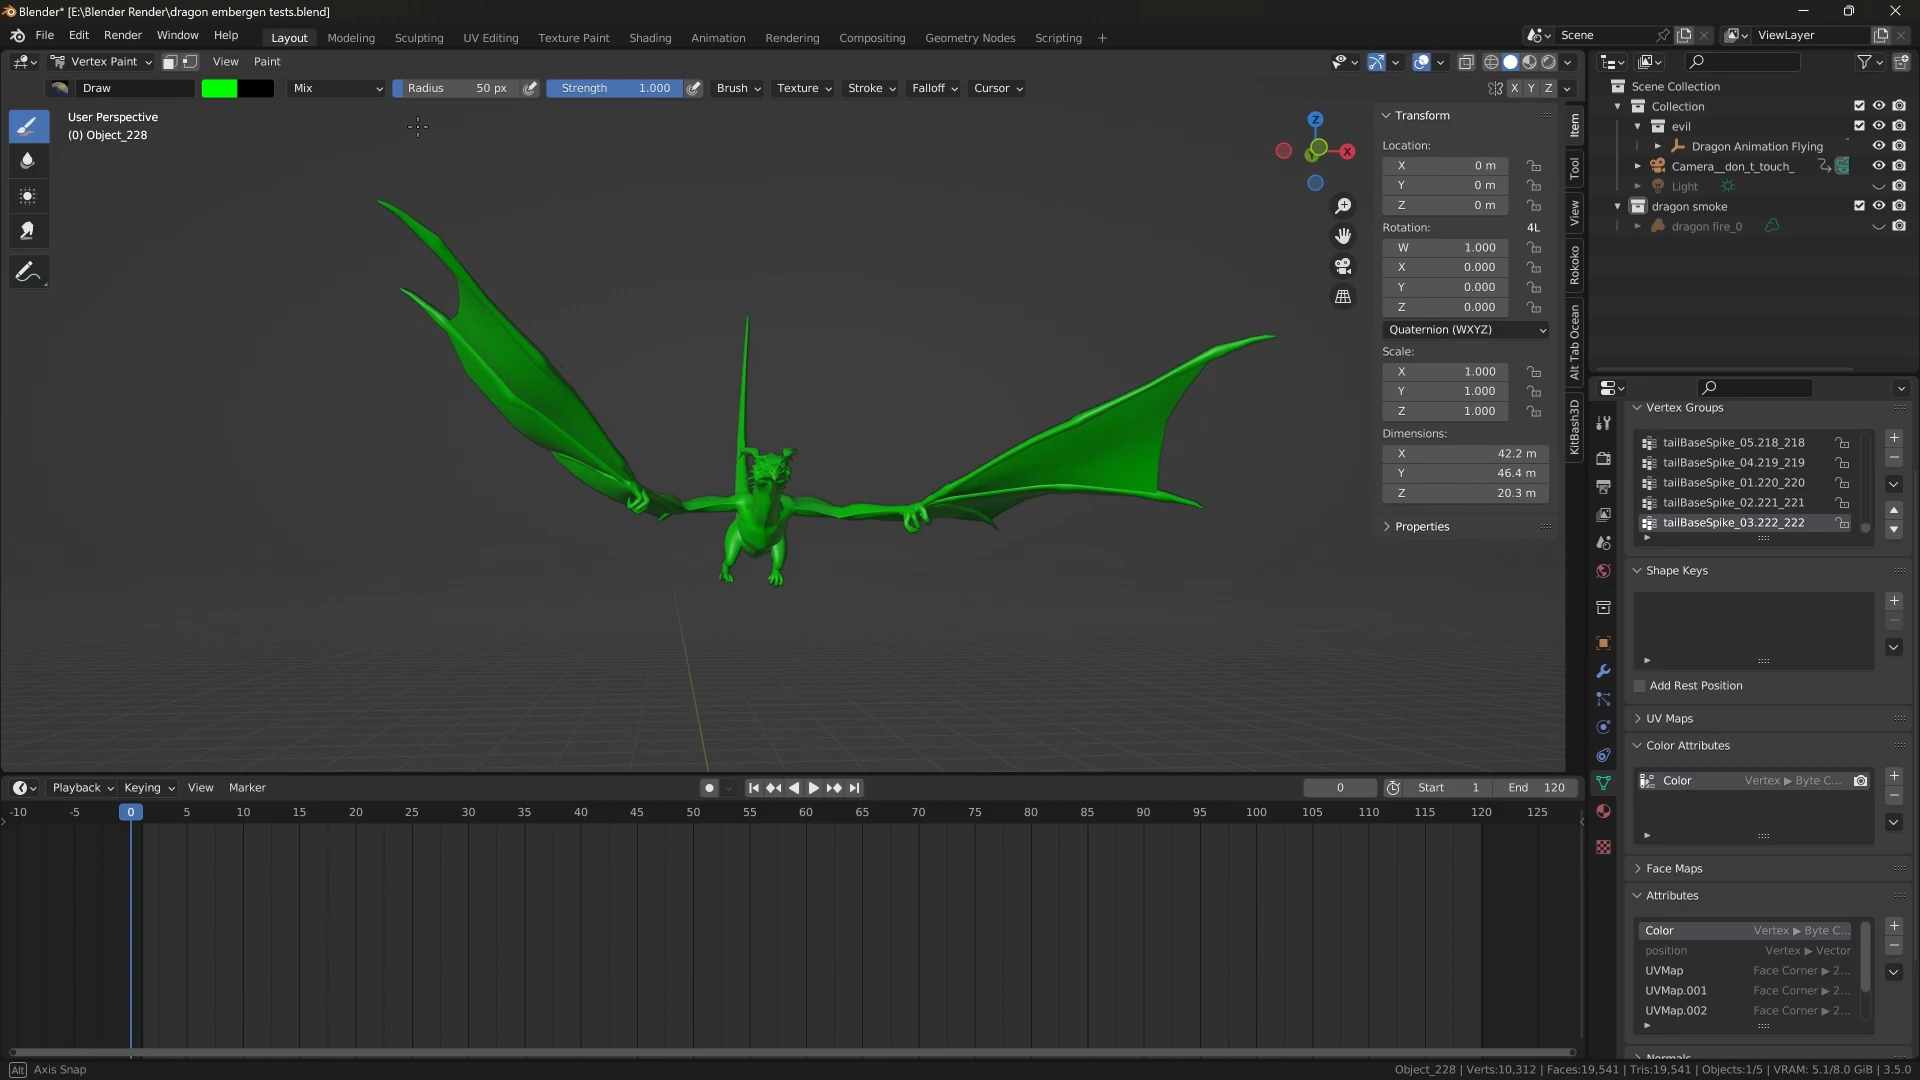 Blender* [E:\Blender Render\dragon embergen tests.blend]
File Edit Render Window Help Layout Modeling Sculpting UV Editing Texture Paint Shading Animation Rendering Compositing Geometry Nodes Scripting + Scene ViewLayer
Vertex Paint View Paint
Draw Mix Radius 50 px Strength 1.000 Brush Texture Stroke Falloff Cursor X Y Z
User Perspective
(0) Object_228
Z
X
Y
Transform
Location:
X 0 m
Y 0 m
Z 0 m
Rotation: 4L
W 1.000
X 0.000
Y 0.000
Z 0.000
Quaternion (WXYZ)
Scale:
X 1.000
Y 1.000
Z 1.000
Dimensions:
X 42.2 m
Y 46.4 m
Z 20.3 m
Properties
Item
Tool
View
Rokoko
Alt Tab Ocean
KitBash3D
Scene Collection
Collection
evil
Dragon Animation Flying
Camera__don_t_touch_
Light
dragon smoke
dragon fire_0
Vertex Groups
tailBaseSpike_05.218_218
tailBaseSpike_04.219_219
tailBaseSpike_01.220_220
tailBaseSpike_02.221_221
tailBaseSpike_03.222_222
Shape Keys
Add Rest Position
UV Maps
Color Attributes
Color Vertex ▶ Byte C...
Face Maps
Attributes
Color Vertex ▶ Byte C...
position Vertex ▶ Vector
UVMap Face Corner ▶ 2...
UVMap.001 Face Corner ▶ 2...
UVMap.002 Face Corner ▶ 2...
Normals
Playback Keying View Marker 0 Start 1 End 120
-10 -5 0 5 10 15 20 25 30 35 40 45 50 55 60 65 70 75 80 85 90 95 100 105 110 115 120 125
Alt Axis Snap
Object_228 | Verts:10,312 | Faces:19,541 | Tris:19,541 | Objects:1/5 | VRAM: 5.1/8.0 GiB | 3.5.0